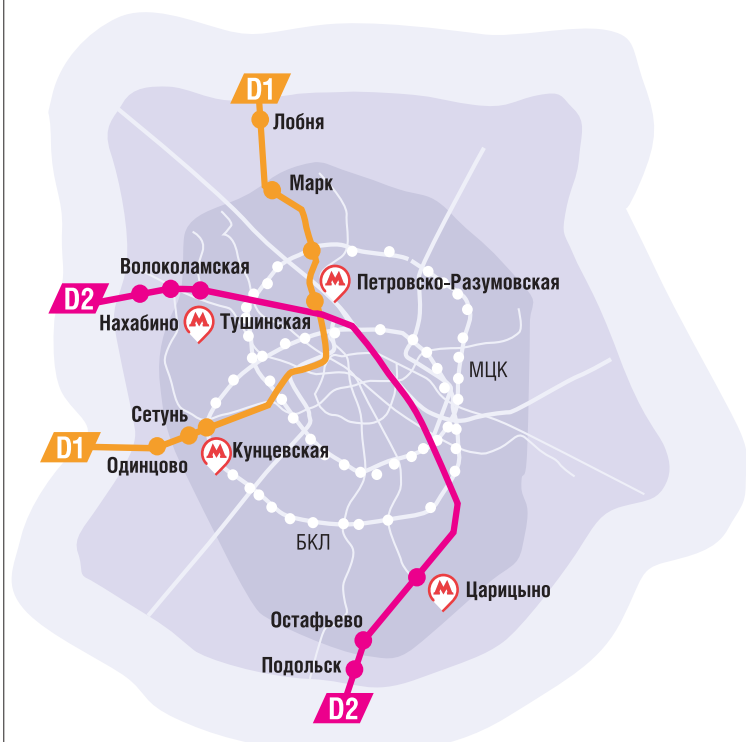 D1
Лобня
Марк
Волоколамская
Петровско-Разумовская
D2
Нахабино
М
Тушинская
МЦК
Сетунь
D1
Одинцово
Кунцевская
БКЛ
Царицыно
Остафьево
Подольск
D2